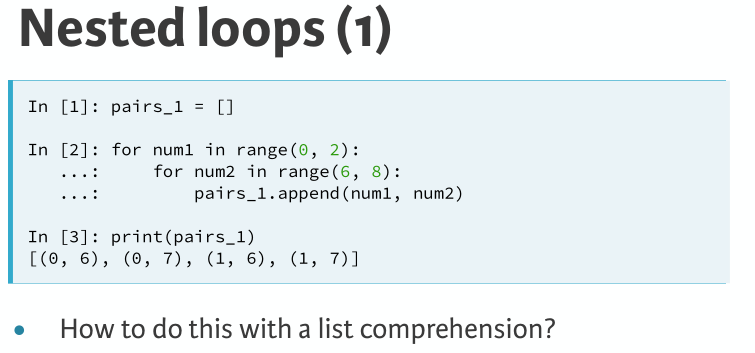 Nested loops (1)
In [1]: pairs_1 = []
In [2]: for num1 in range(0, 2):
   ...:     for num2 in range(6, 8):
   ...:         pairs_1.append(num1, num2)
In [3]: print(pairs_1)
[(0, 6), (0, 7), (1, 6), (1, 7)]
• How to do this with a list comprehension?